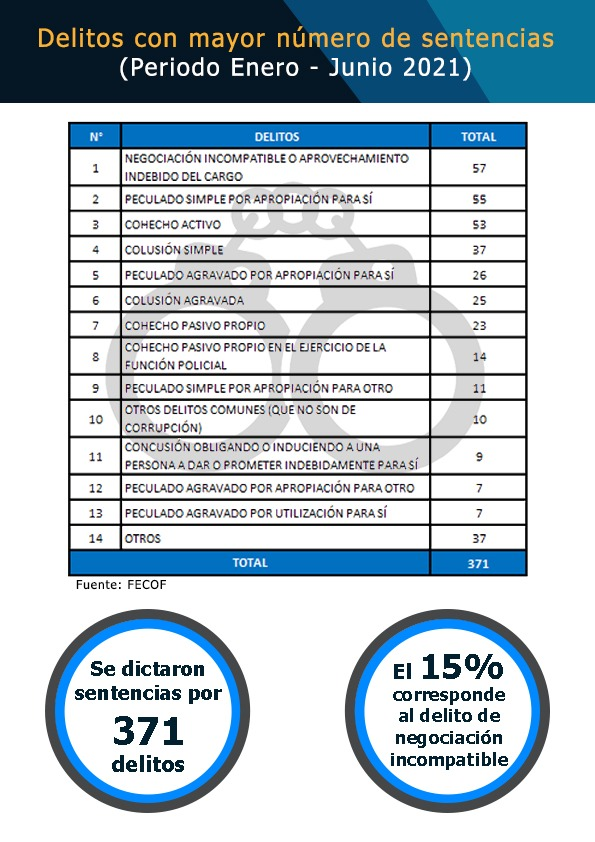 Delitos con mayor número de sentencias
(Periodo Enero - Junio 2021)
N° DELITOS TOTAL
1 NEGOCIACIÓN INCOMPATIBLE O APROVECHAMIENTO
INDEBIDO DEL CARGO 57
2 PECULADO SIMPLE POR APROPIACIÓN PARA SÍ 55
3 COHECHO ACTIVO 53
4 COLUSIÓN SIMPLE 37
5 PECULADO AGRAVADO POR APROPIACIÓN PARA SÍ 26
6 COLUSIÓN AGRAVADA 25
7 COHECHO PASIVO PROPIO 23
8 COHECHO PASIVO PROPIO EN EL EJERCICIO DE LA
FUNCIÓN POLICIAL 14
9 PECULADO SIMPLE POR APROPIACIÓN PARA OTRO 11
10 OTROS DELITOS COMUNES (QUE NO SON DE
CORRUPCIÓN) 10
11 CONCUSIÓN OBLIGANDO O INDUCIENDO A UNA
PERSONA A DAR O PROMETER INDEBIDAMENTE PARA SÍ 9
12 PECULADO AGRAVADO POR APROPIACIÓN PARA OTRO 7
13 PECULADO AGRAVADO POR UTILIZACIÓN PARA SÍ 7
14 OTROS 37
TOTAL 371
Fuente: FECOF
Se dictaron
sentencias por
371
delitos
El 15%
corresponde
al delito de
negociación
incompatible